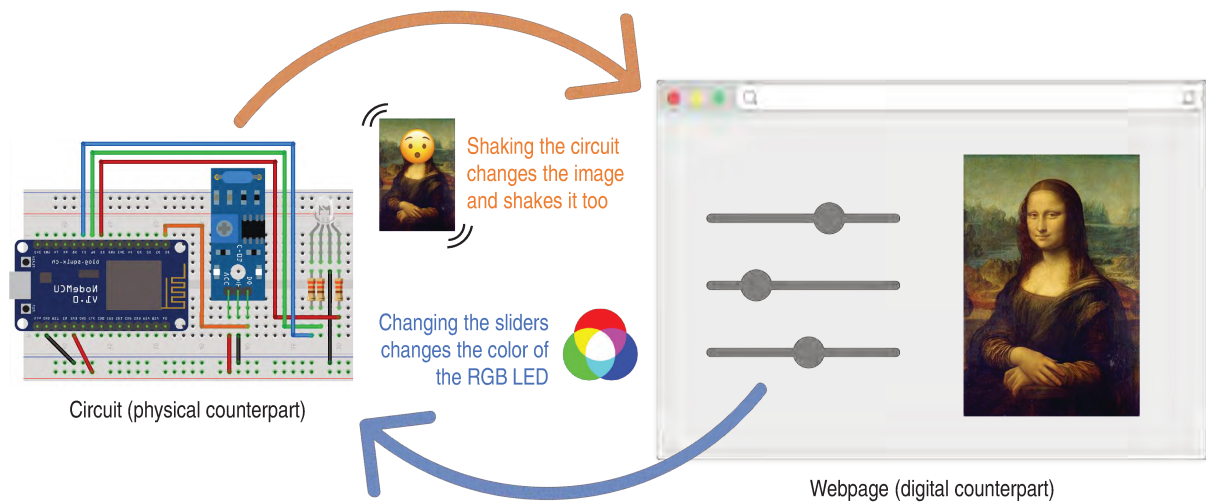 Shaking the circuit
changes the image
and shakes it too
NodeMCU
V1.0
Changing the sliders
changes the color of
the RGB LED
Circuit (physical counterpart)
Webpage (digital counterpart)